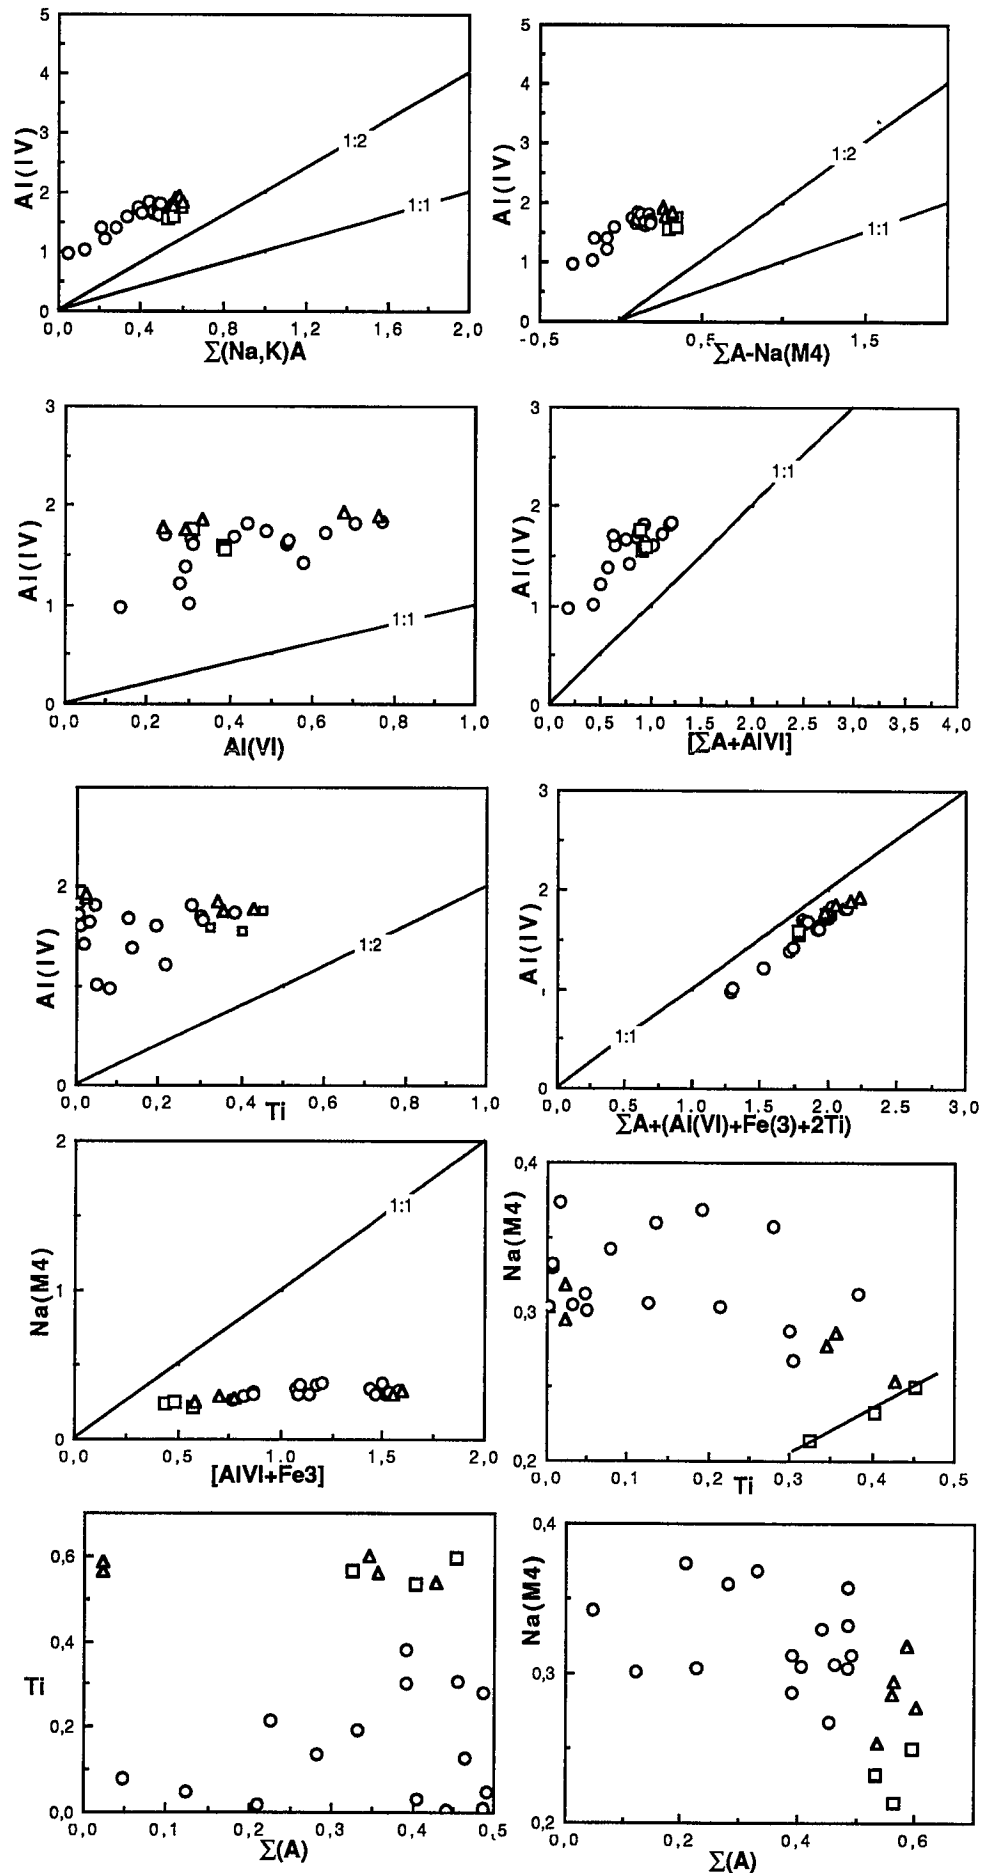 5
4
3
2
1
0
Al(IV)
1:2
1:1
0,0 0,4 0,8 1,2 1,6 2,0
Σ(Na,K)A
5
4
3
2
1
0
Al(IV)
1:2
1:1
-0,5 0,5 1,5
ΣA-Na(M4)
3
2
1
0
Al(IV)
1:1
0,0 0,2 0,4 0,6 0,8 1,0
Al(VI)
3
2
1
0
Al(IV)
1:1
0,0 0,5 1,0 1,5 2,0 2,5 3,0 3,5 4,0
[ΣA+AlVI]
2
0
Al(IV)
1:2
0,0 0,2 0,4 0,6 0,8 1,0
Ti
3
2
1
0
Al(IV)
1:1
0,0 0,5 1,0 1,5 2,0 2,5 3,0
ΣA+(Al(VI)+Fe(3)+2Ti)
2
1
0
Na(M4)
1:1
0,0 0,5 1,0 1,5 2,0
[AlVI+Fe3]
0,4
0,3
0,2
Na(M4)
0,0 0,1 0,2 0,3 0,4 0,5
Ti
0,6
0,4
0,2
0,0
Ti
0,0 0,1 0,2 0,3 0,4 0,5
Σ(A)
0,4
0,3
0,2
Na(M4)
0,0 0,2 0,4 0,6
Σ(A)